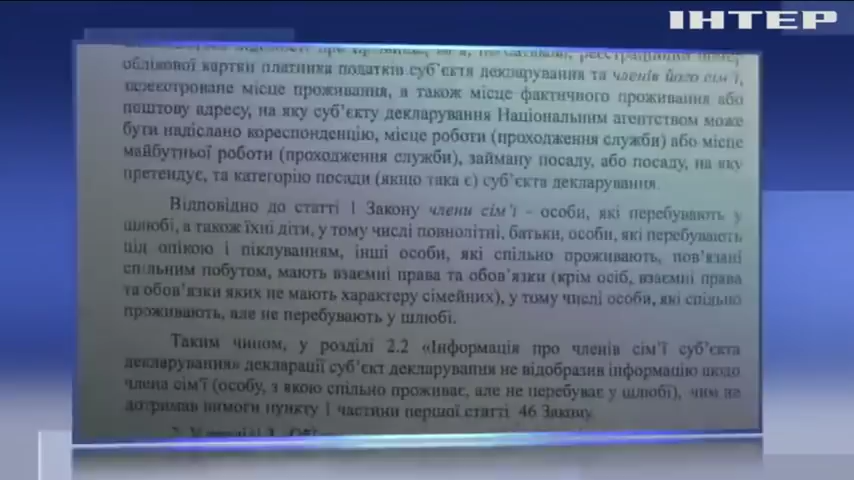 ІНТЕР
облікової картки платника податків суб'єкта декларування та членів його сім'ї,
зареєстроване місце проживання, а також місце фактичного проживання або
поштову адресу, на яку суб'єкту декларування Національним агентством може
бути надіслано кореспонденцію, місце роботи (проходження служби) або місце
майбутньої роботи (проходження служби), займану посаду, або посаду, на яку
претендує, та категорію посади (якщо така є) суб'єкта декларування.
Відповідно до статті 1 Закону члени сім'ї - особи, які перебувають у
шлюбі, а також їхні діти, у тому числі повнолітні, батьки, особи, які перебувають
під опікою і піклуванням, інші особи, які спільно проживають, пов'язані
спільним побутом, мають взаємні права та обов'язки (крім осіб, взаємні права
та обов'язки яких не мають характеру сімейних), у тому числі особи, які спільно
проживають, але не перебувають у шлюбі.
Таким чином, у розділі 2.2 «Інформація про членів сім'ї суб'єкта
декларування» декларації суб'єкт декларування не відобразив інформацію щодо
члена сім'ї (особу, з якою спільно проживає, але не перебуває у шлюбі), чим не
дотримав вимоги пункту 1 частини першої статті 46 Закону.